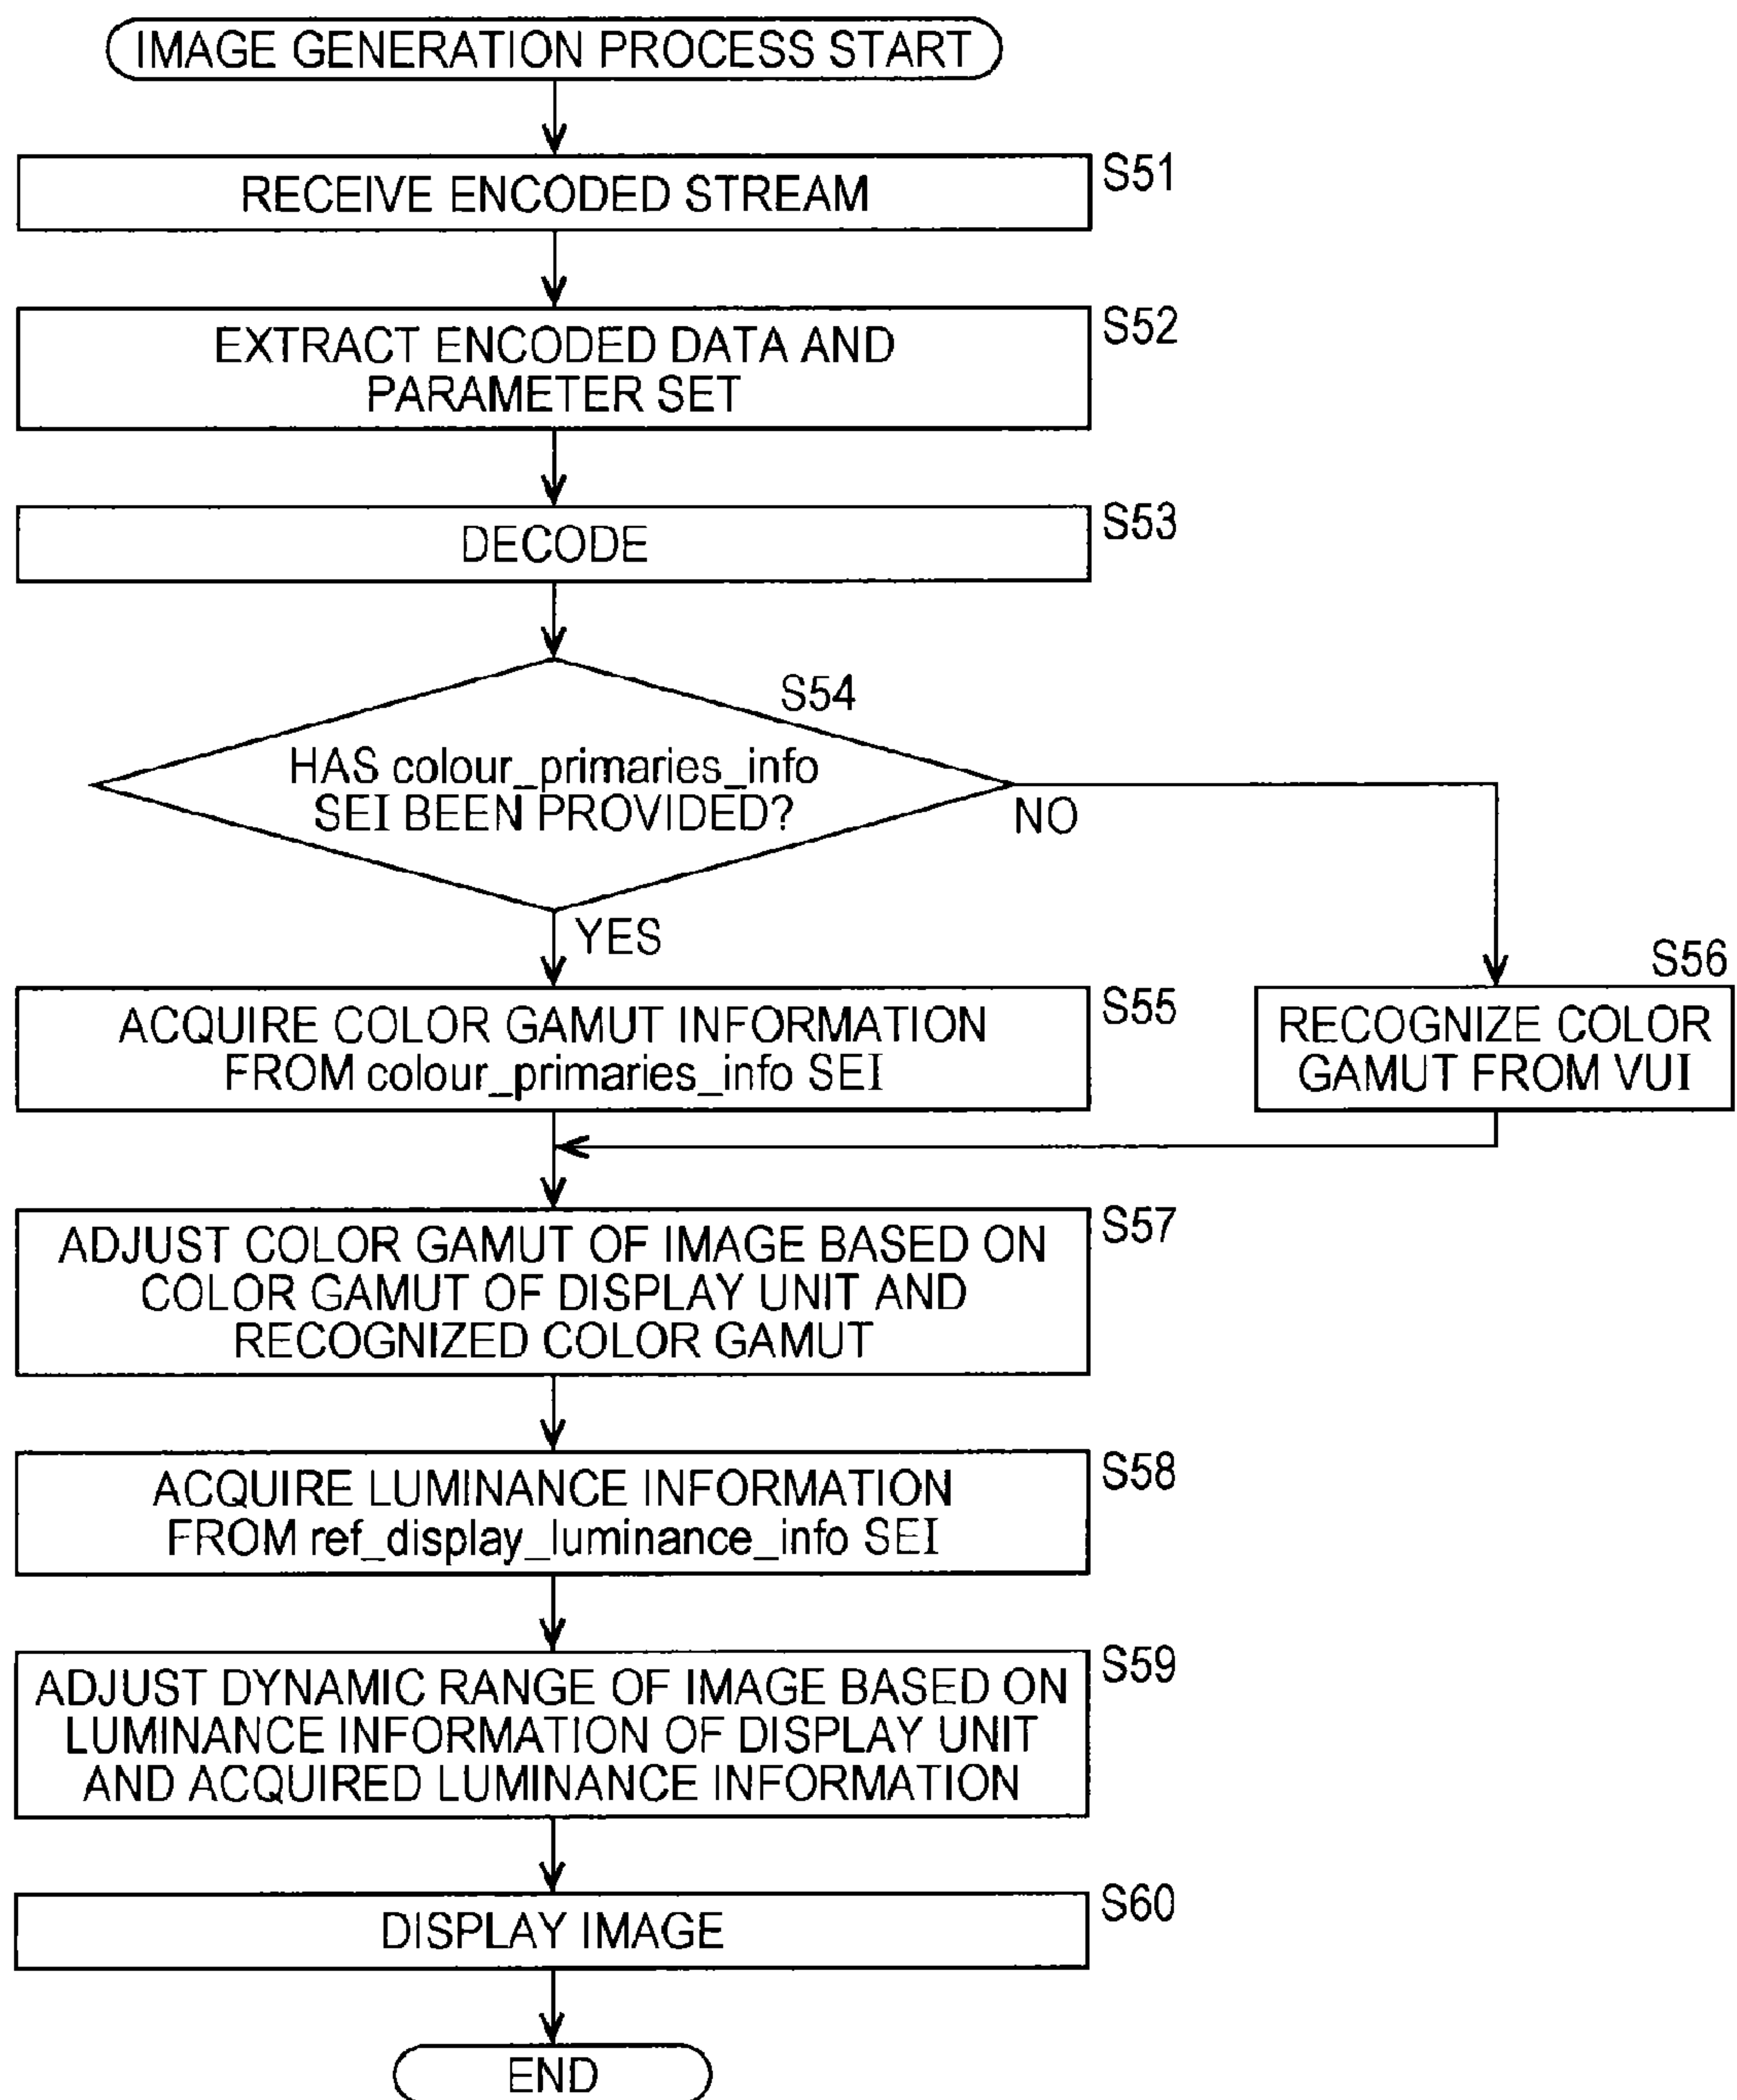 IMAGE GENERATION PROCESS START
S51
RECEIVE ENCODED STREAM
S52
EXTRACT ENCODED DATA AND
PARAMETER SET
S53
DECODE
S54
HAS colour_primaries_info
SEI BEEN PROVIDED?
NO
YES
S55
ACQUIRE COLOR GAMUT INFORMATION
FROM colour_primaries_info SEI
S56
RECOGNIZE COLOR
GAMUT FROM VUI
S57
ADJUST COLOR GAMUT OF IMAGE BASED ON
COLOR GAMUT OF DISPLAY UNIT AND
RECOGNIZED COLOR GAMUT
S58
ACQUIRE LUMINANCE INFORMATION
FROM ref_display_luminance_info SEI
S59
ADJUST DYNAMIC RANGE OF IMAGE BASED ON
LUMINANCE INFORMATION OF DISPLAY UNIT
AND ACQUIRED LUMINANCE INFORMATION
S60
DISPLAY IMAGE
END